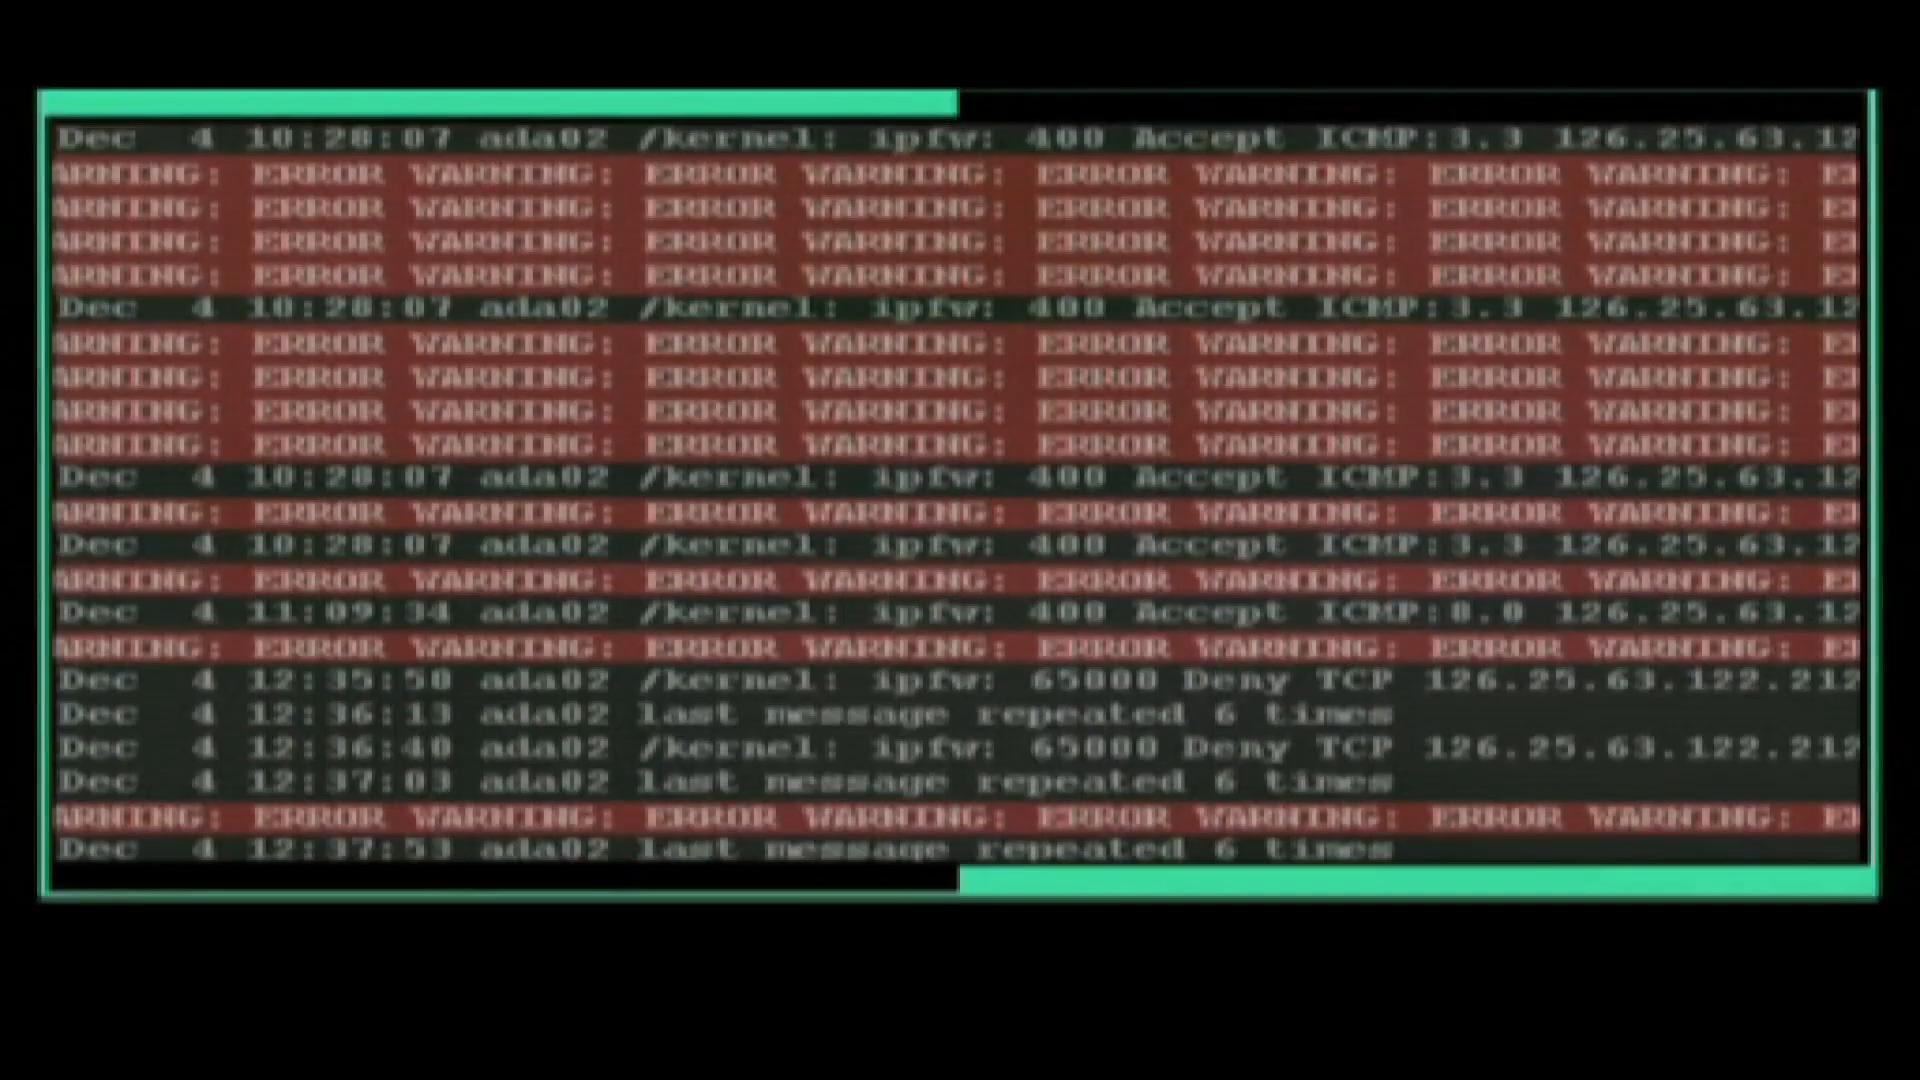 Dec 4 10:28:07 ada02 /kernel: ipfw: 400 Accept ICMP:3.3 126.25.63.12
ARNING: ERROR WARNING: ERROR WARNING: ERROR WARNING: ERROR WARNING: E
ARNING: ERROR WARNING: ERROR WARNING: ERROR WARNING: ERROR WARNING: E
ARNING: ERROR WARNING: ERROR WARNING: ERROR WARNING: ERROR WARNING: E
ARNING: ERROR WARNING: ERROR WARNING: ERROR WARNING: ERROR WARNING: E
Dec 4 10:28:07 ada02 /kernel: ipfw: 400 Accept ICMP:3.3 126.25.63.12
ARNING: ERROR WARNING: ERROR WARNING: ERROR WARNING: ERROR WARNING: E
ARNING: ERROR WARNING: ERROR WARNING: ERROR WARNING: ERROR WARNING: E
ARNING: ERROR WARNING: ERROR WARNING: ERROR WARNING: ERROR WARNING: E
ARNING: ERROR WARNING: ERROR WARNING: ERROR WARNING: ERROR WARNING: E
Dec 4 10:28:07 ada02 /kernel: ipfw: 400 Accept ICMP:3.3 126.25.63.12
ARNING: ERROR WARNING: ERROR WARNING: ERROR WARNING: ERROR WARNING: E
Dec 4 10:28:07 ada02 /kernel: ipfw: 400 Accept ICMP:3.3 126.25.63.12
ARNING: ERROR WARNING: ERROR WARNING: ERROR WARNING: ERROR WARNING: E
Dec 4 11:09:34 ada02 /kernel: ipfw: 400 Accept ICMP:8.0 126.25.63.12
ARNING: ERROR WARNING: ERROR WARNING: ERROR WARNING: ERROR WARNING: E
Dec 4 12:35:50 ada02 /kernel: ipfw: 65000 Deny TCP 126.25.63.122.212
Dec 4 12:36:13 ada02 last message repeated 6 times
Dec 4 12:36:40 ada02 /kernel: ipfw: 65000 Deny TCP 126.25.63.122.212
Dec 4 12:37:03 ada02 last message repeated 6 times
ARNING: ERROR WARNING: ERROR WARNING: ERROR WARNING: ERROR WARNING: E
Dec 4 12:37:53 ada02 last message repeated 6 times